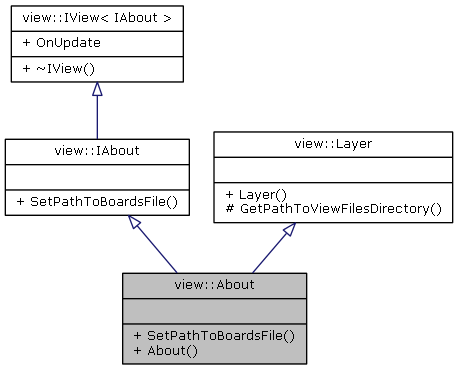 view::IView< IAbout >
+ OnUpdate
+ ~IView()
view::IAbout
+ SetPathToBoardsFile()
view::Layer
+ Layer()
# GetPathToViewFilesDirectory()
view::About
+ SetPathToBoardsFile()
+ About()